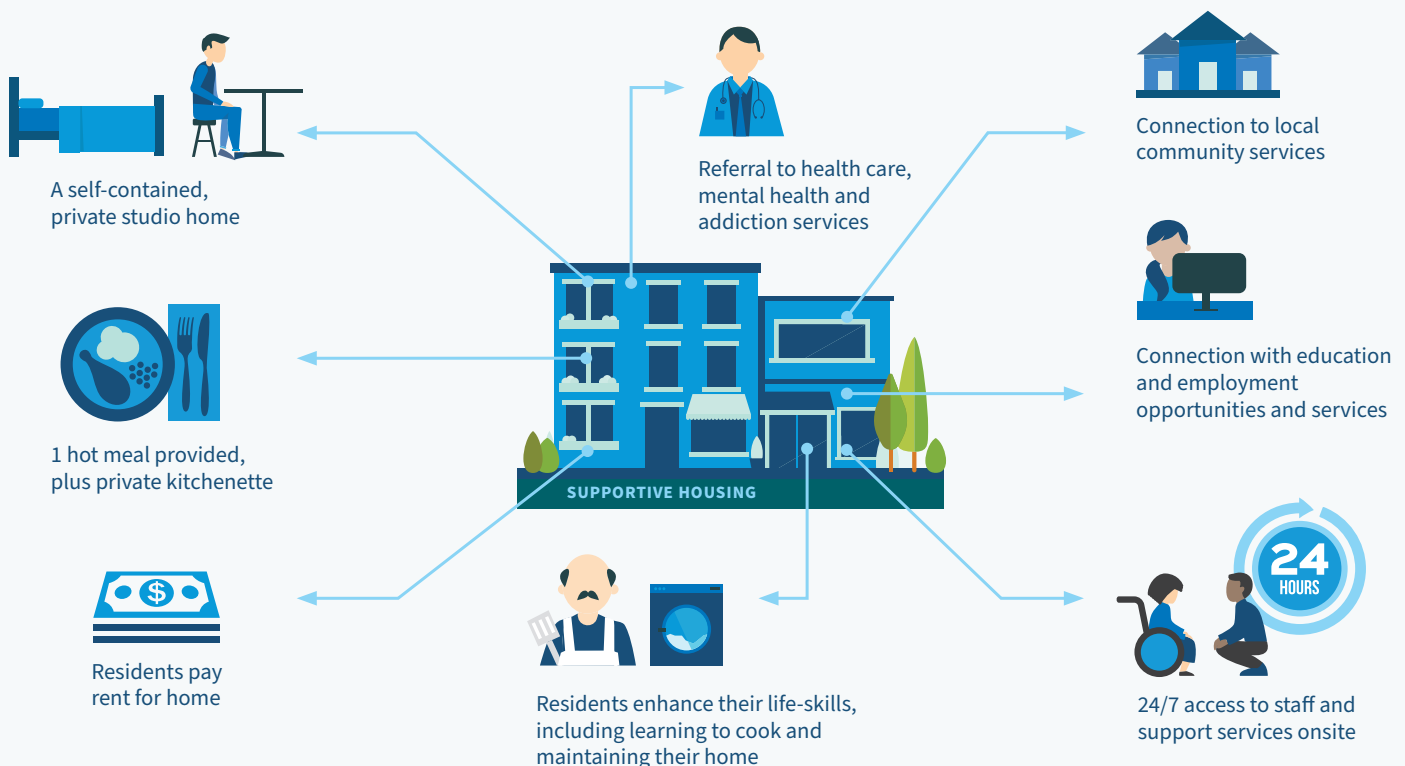 A self-contained,
private studio home
Referral to health care,
mental health and
addiction services
Connection to local
community services
Connection with education
and employment
opportunities and services
1 hot meal provided,
plus private kitchenette
SUPPORTIVE HOUSING
$
Residents pay
rent for home
Residents enhance their life-skills,
including learning to cook and
maintaining their home
24
HOURS
24/7 access to staff and
support services onsite